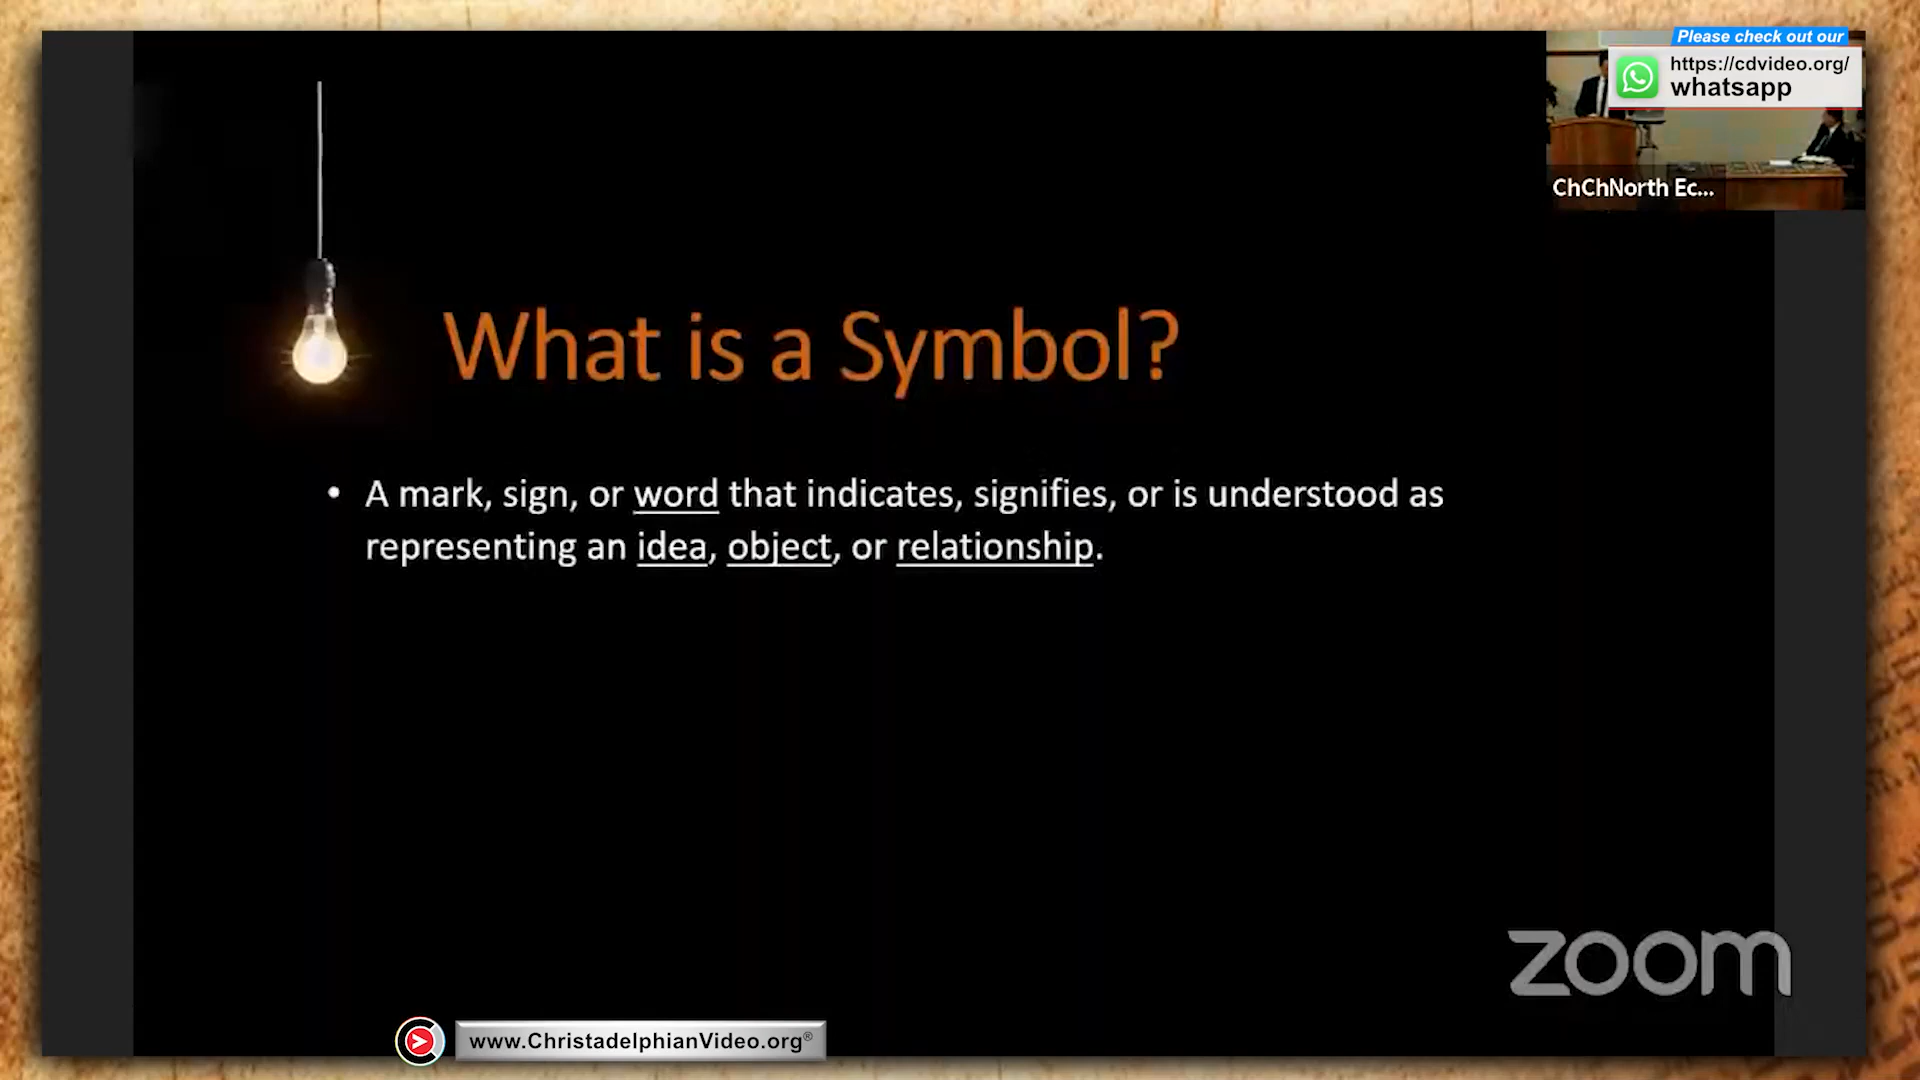 Please check out our
https://cdvideo.org/
whatsapp
ChChNorth Ec...
What is a Symbol?
• A mark, sign, or word that indicates, signifies, or is understood as
representing an idea, object, or relationship.
zoom
www.ChristadelphianVideo.org®